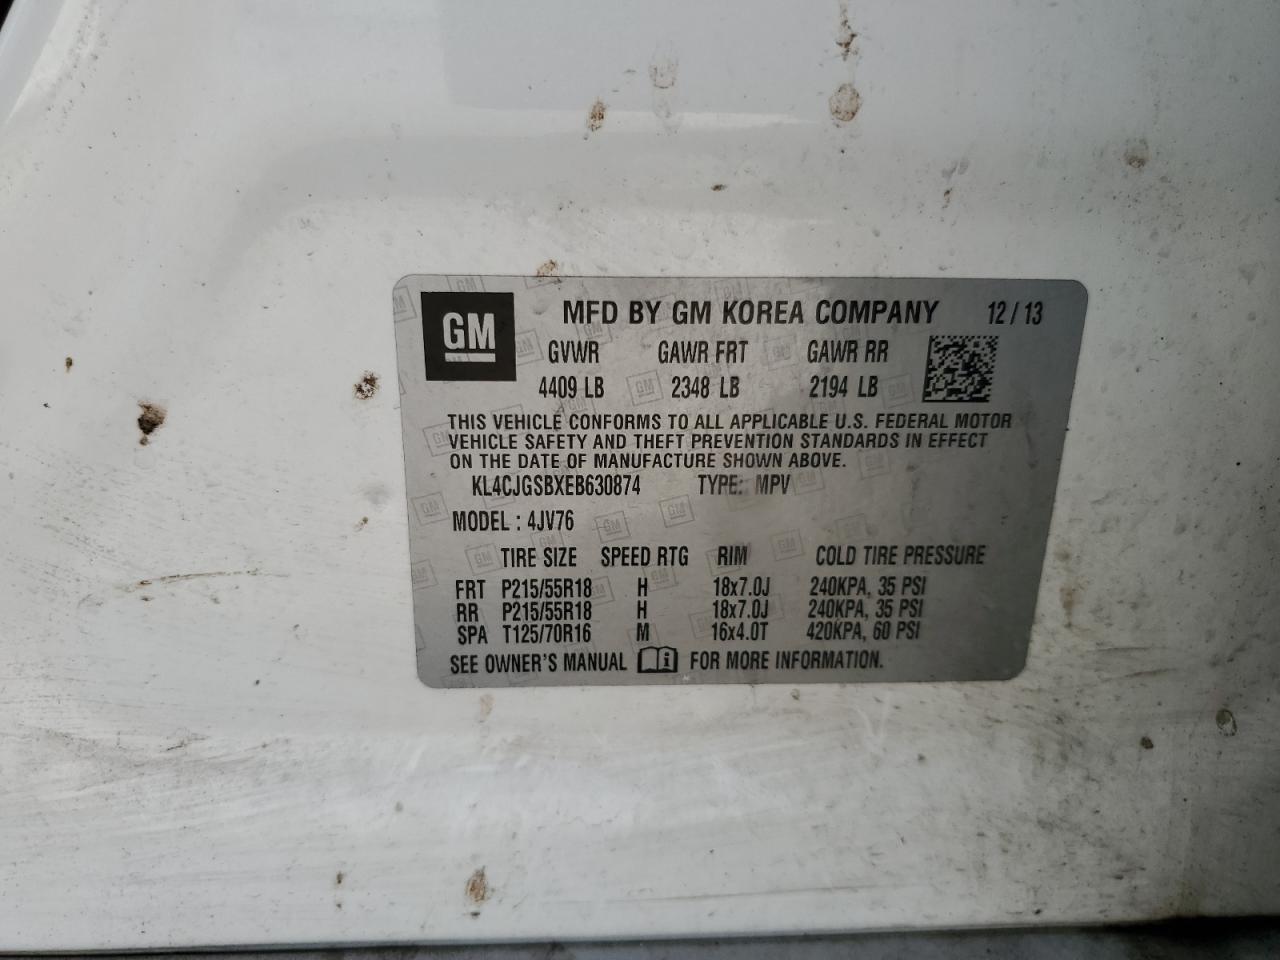 GM MFD BY GM KOREA COMPANY 12/13
GVWR GAWR FRT GAWR RR
4409 LB 2348 LB 2194 LB
THIS VEHICLE CONFORMS TO ALL APPLICABLE U.S. FEDERAL MOTOR
VEHICLE SAFETY AND THEFT PREVENTION STANDARDS IN EFFECT
ON THE DATE OF MANUFACTURE SHOWN ABOVE.
KL4CJGSBXEB630874 TYPE: MPV
MODEL : 4JV76
TIRE SIZE SPEED RTG RIM COLD TIRE PRESSURE
FRT P215/55R18 H 18x7.0J 240KPA, 35 PSI
RR P215/55R18 H 18x7.0J 240KPA, 35 PSI
SPA T125/70R16 M 16x4.0T 420KPA, 60 PSI
SEE OWNER'S MANUAL FOR MORE INFORMATION.